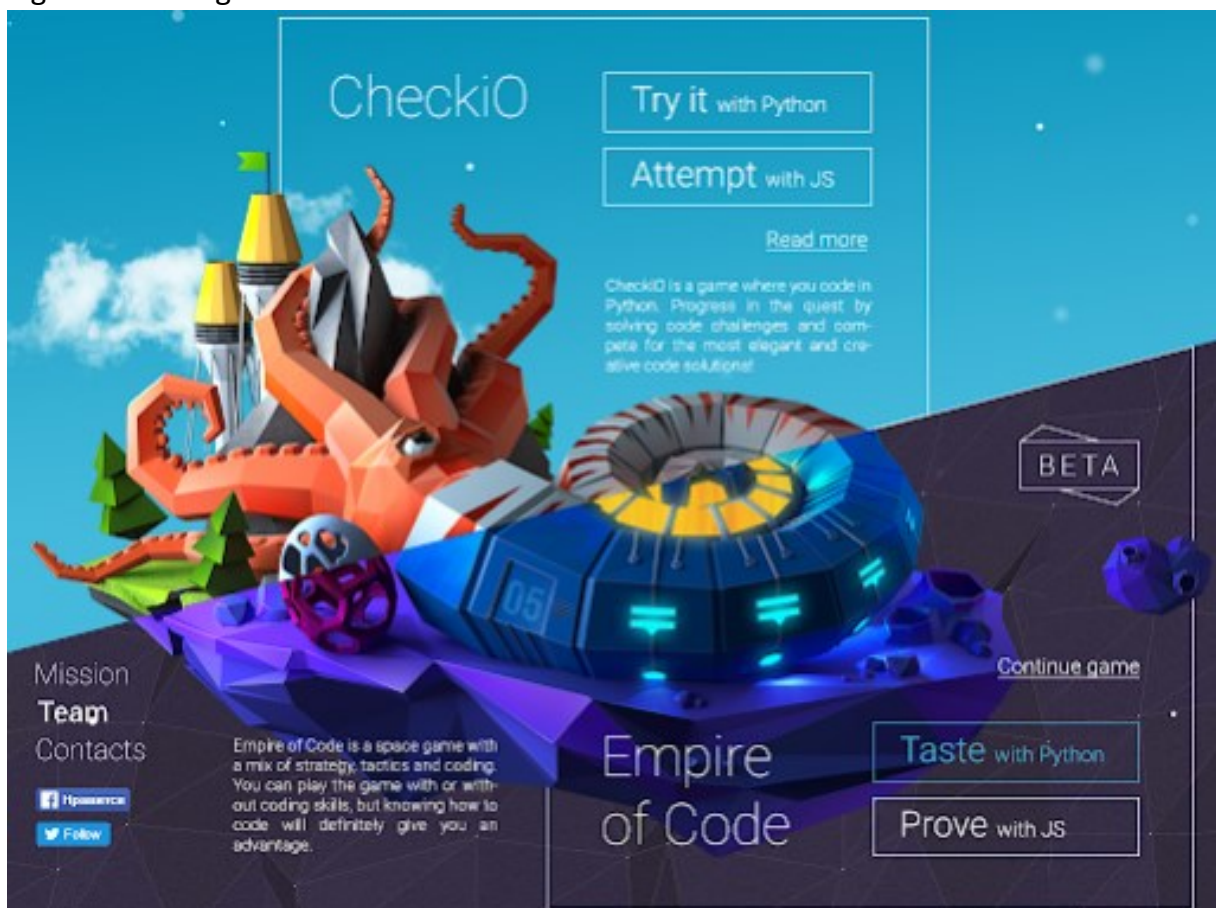 CheckiO
Try it with Python
Attempt with JS
Read more
CheckiO is a game where you code in
Python. Progress in the quest by
solving code challenges and com-
pete for the most elegant and cre-
ative code solutions!
BETA
05
Continue game
Mission
Team
Contacts
Нравится
Follow
Empire of Code is a space game with
a mix of strategy, tactics and coding.
You can play the game with or with-
out coding skills, but knowing how to
code will definitely give you an
advantage.
Empire
of Code
Taste with Python
Prove with JS